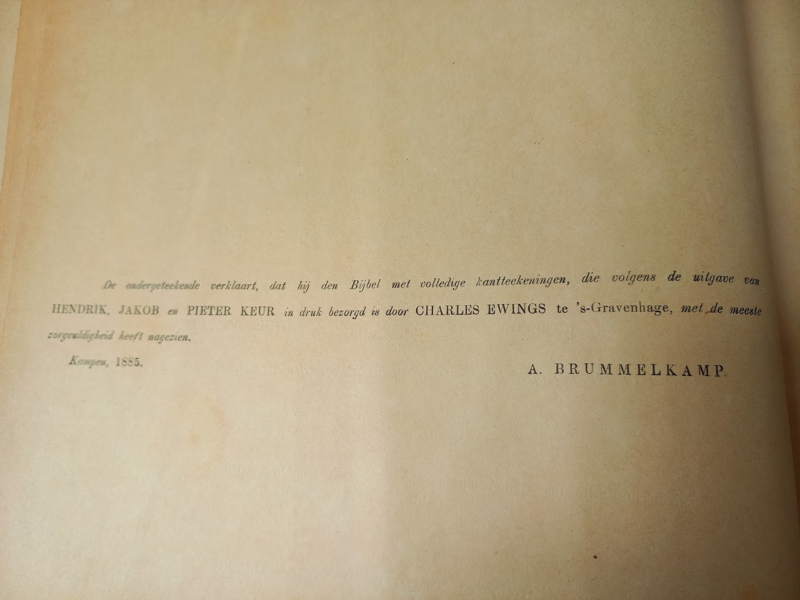 De ondergeteekende verklaart, dat hij den Bijbel met volledige kantteekeningen, die volgens de uitgave van
HENDRIK, JAKOB en PIETER KEUR in druk bezorgd is door CHARLES EWINGS te 's-Gravenhage, met de meeste
zorgvuldigheid heeft nagezien.
Kampen, 1885.
A. BRUMMELKAMP.